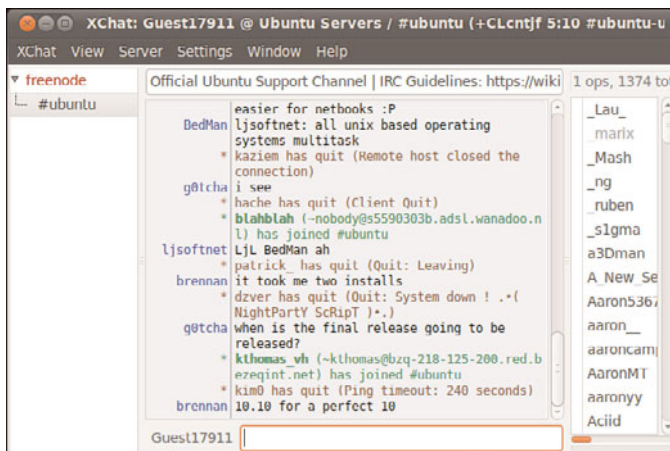 XChat: Guest17911 @ Ubuntu Servers / #ubuntu (+CLcntjf 5:10 #ubuntu-u
XChat View Server Settings Window Help
freenode
#ubuntu
Official Ubuntu Support Channel | IRC Guidelines: https://wiki
1 ops, 1374 tot
easier for netbooks :P
BedMan ljsoftnet: all unix based operating
systems multitask
* kaziem has quit (Remote host closed the
connection)
g0tcha i see
* hache has quit (Client Quit)
* blahblah (~nobody@s5590303b.adsl.wanadoo.n
l) has joined #ubuntu
ljsoftnet LjL BedMan ah
* patrick_ has quit (Quit: Leaving)
brennan it took me two installs
* dzver has quit (Quit: System down ! .•(
NightPartY ScRipT )•.)
g0tcha when is the final release going to be
released?
* kthomas_vh (~kthomas@bzq-218-125-200.red.b
ezeqint.net) has joined #ubuntu
* kim0 has quit (Ping timeout: 240 seconds)
brennan 10.10 for a perfect 10
Guest17911
_Lau_
_marix
_Mash
_ng
_ruben
_s1gma
a3Dman
A_New_Se
Aaron5367
aaron__
aaroncamp
AaronMT
aaronyy
Aciid